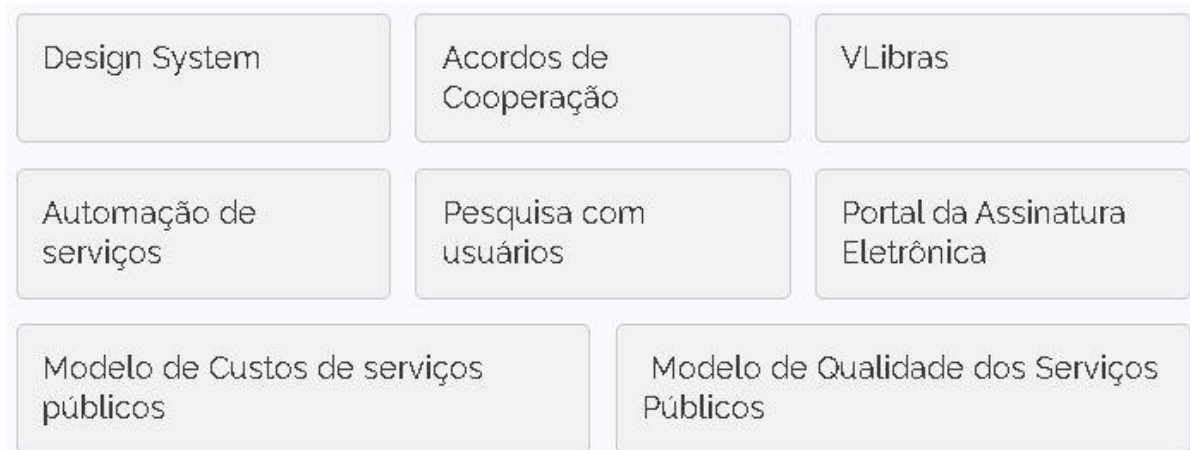 Design System
Acordos de
Cooperação
VLibras
Automação de
serviços
Pesquisa com
usuários
Portal da Assinatura
Eletrônica
Modelo de Custos de serviços
públicos
Modelo de Qualidade dos Serviços
Públicos